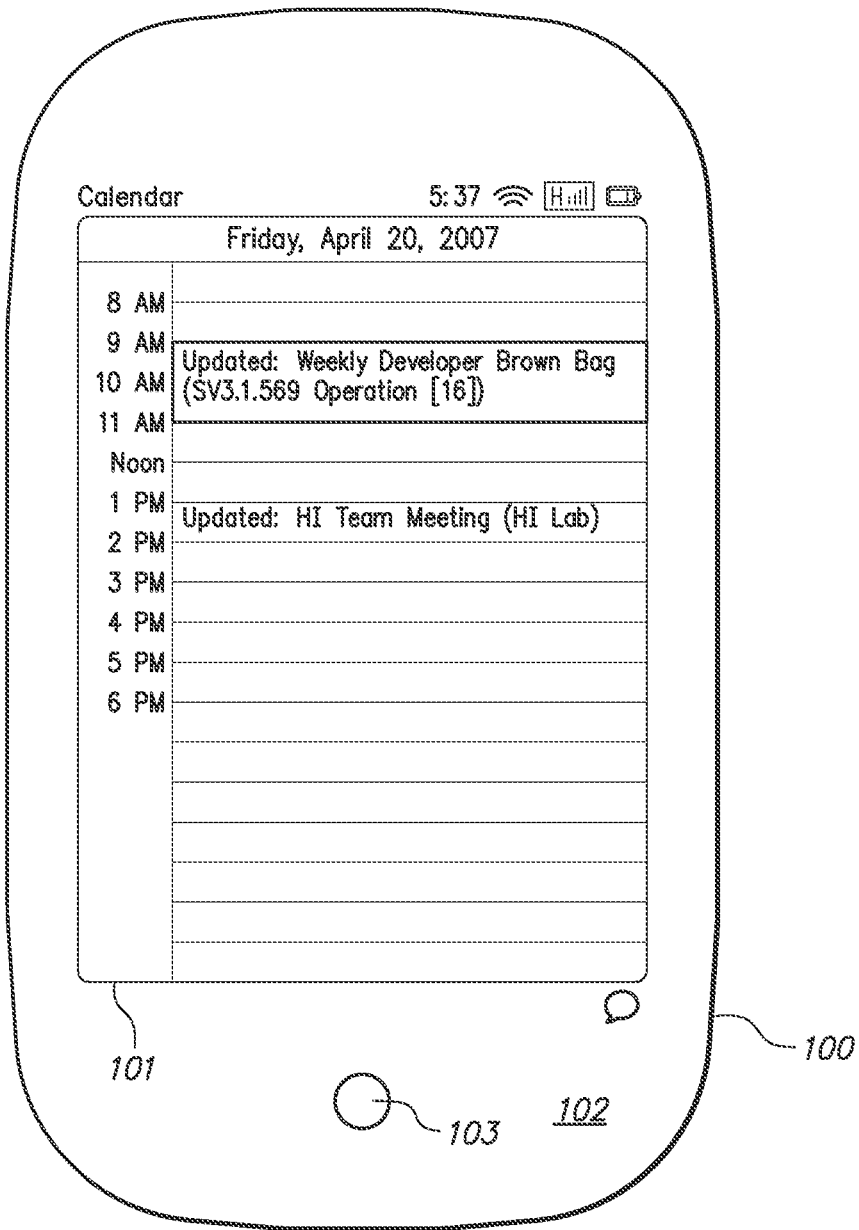 Calendar 5:37 H
Friday, April 20, 2007
8 AM
9 AM
Updated: Weekly Developer Brown Bag
10 AM (SV3.1.569 Operation [16])
11 AM
Noon
1 PM
Updated: HI Team Meeting (HI Lab)
2 PM
3 PM
4 PM
5 PM
6 PM
101
100
103
102